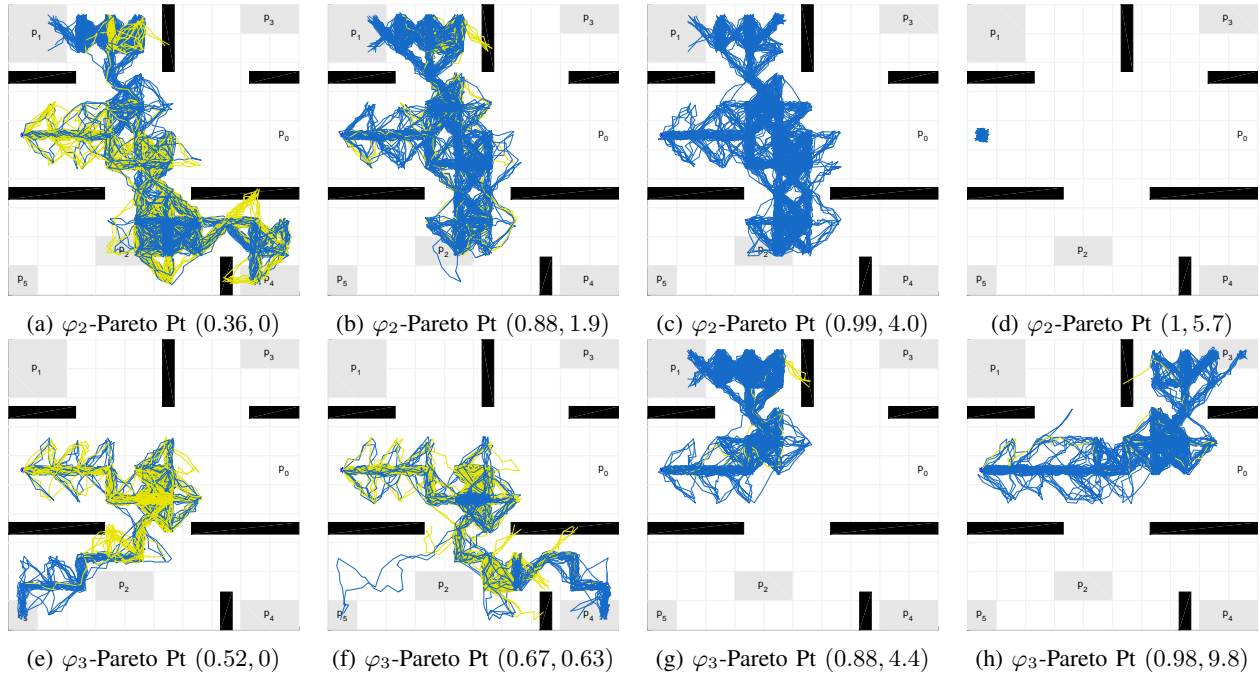 p₁ p₃ p₀ p₂ p₅ p₄
p₁ p₃ p₀ p₂ p₅ p₄
p₁ p₃ p₀ p₂ p₅ p₄
p₁ p₃ p₀ p₂ p₅ p₄
(a) φ₂-Pareto Pt (0.36, 0)
(b) φ₂-Pareto Pt (0.88, 1.9)
(c) φ₂-Pareto Pt (0.99, 4.0)
(d) φ₂-Pareto Pt (1, 5.7)
p₁ p₃ p₀ p₂ p₅ p₄
p₁ p₃ p₀ p₂ p₅ p₄
p₁ p₃ p₀ p₂ p₅ p₄
p₁ p₃ p₀ p₂ p₅ p₄
(e) φ₃-Pareto Pt (0.52, 0)
(f) φ₃-Pareto Pt (0.67, 0.63)
(g) φ₃-Pareto Pt (0.88, 4.4)
(h) φ₃-Pareto Pt (0.98, 9.8)